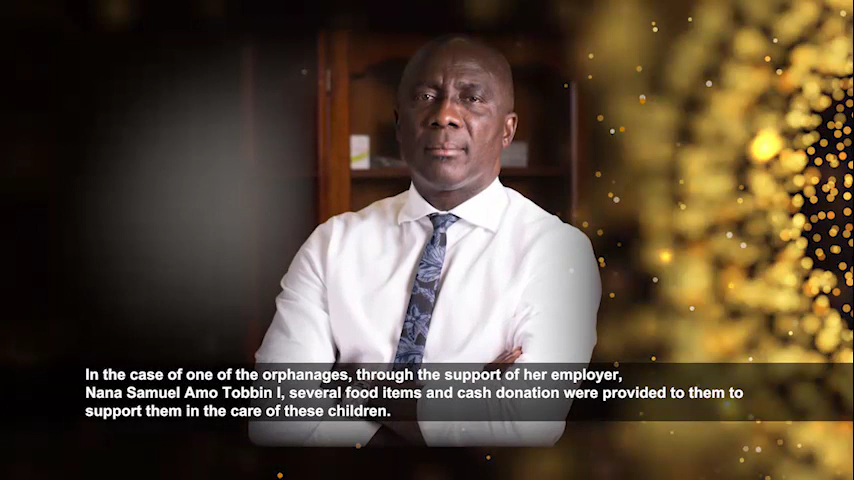 In the case of one of the orphanages, through the support of her employer,
Nana Samuel Amo Tobbin I, several food items and cash donation were provided to them to
support them in the care of these children.